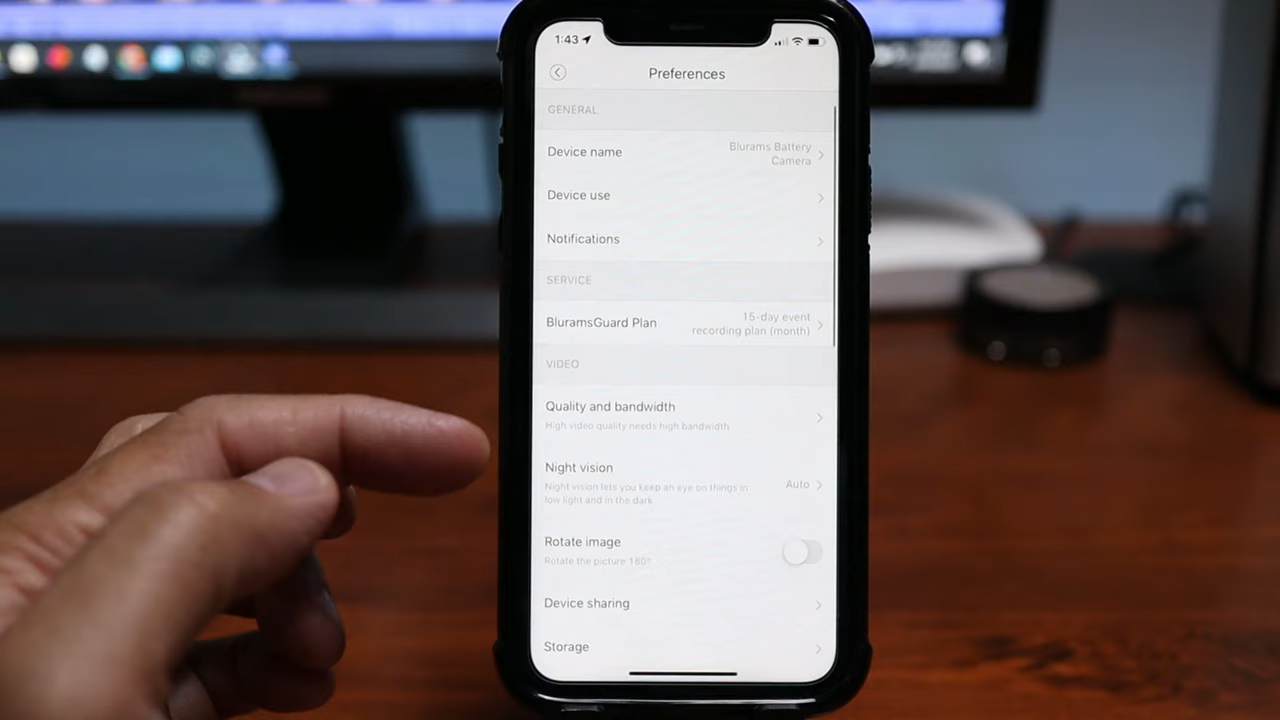 1:43
Preferences
GENERAL
Device name
Blurams Battery
Camera
Device use
Notifications
SERVICE
BluramsGuard Plan
15-day event
recording plan (month)
VIDEO
Quality and bandwidth
High video quality needs high bandwidth
Night vision
Night vision lets you keep an eye on things in
low light and in the dark.
Auto
Rotate image
Rotate the picture 180°
Device sharing
Storage